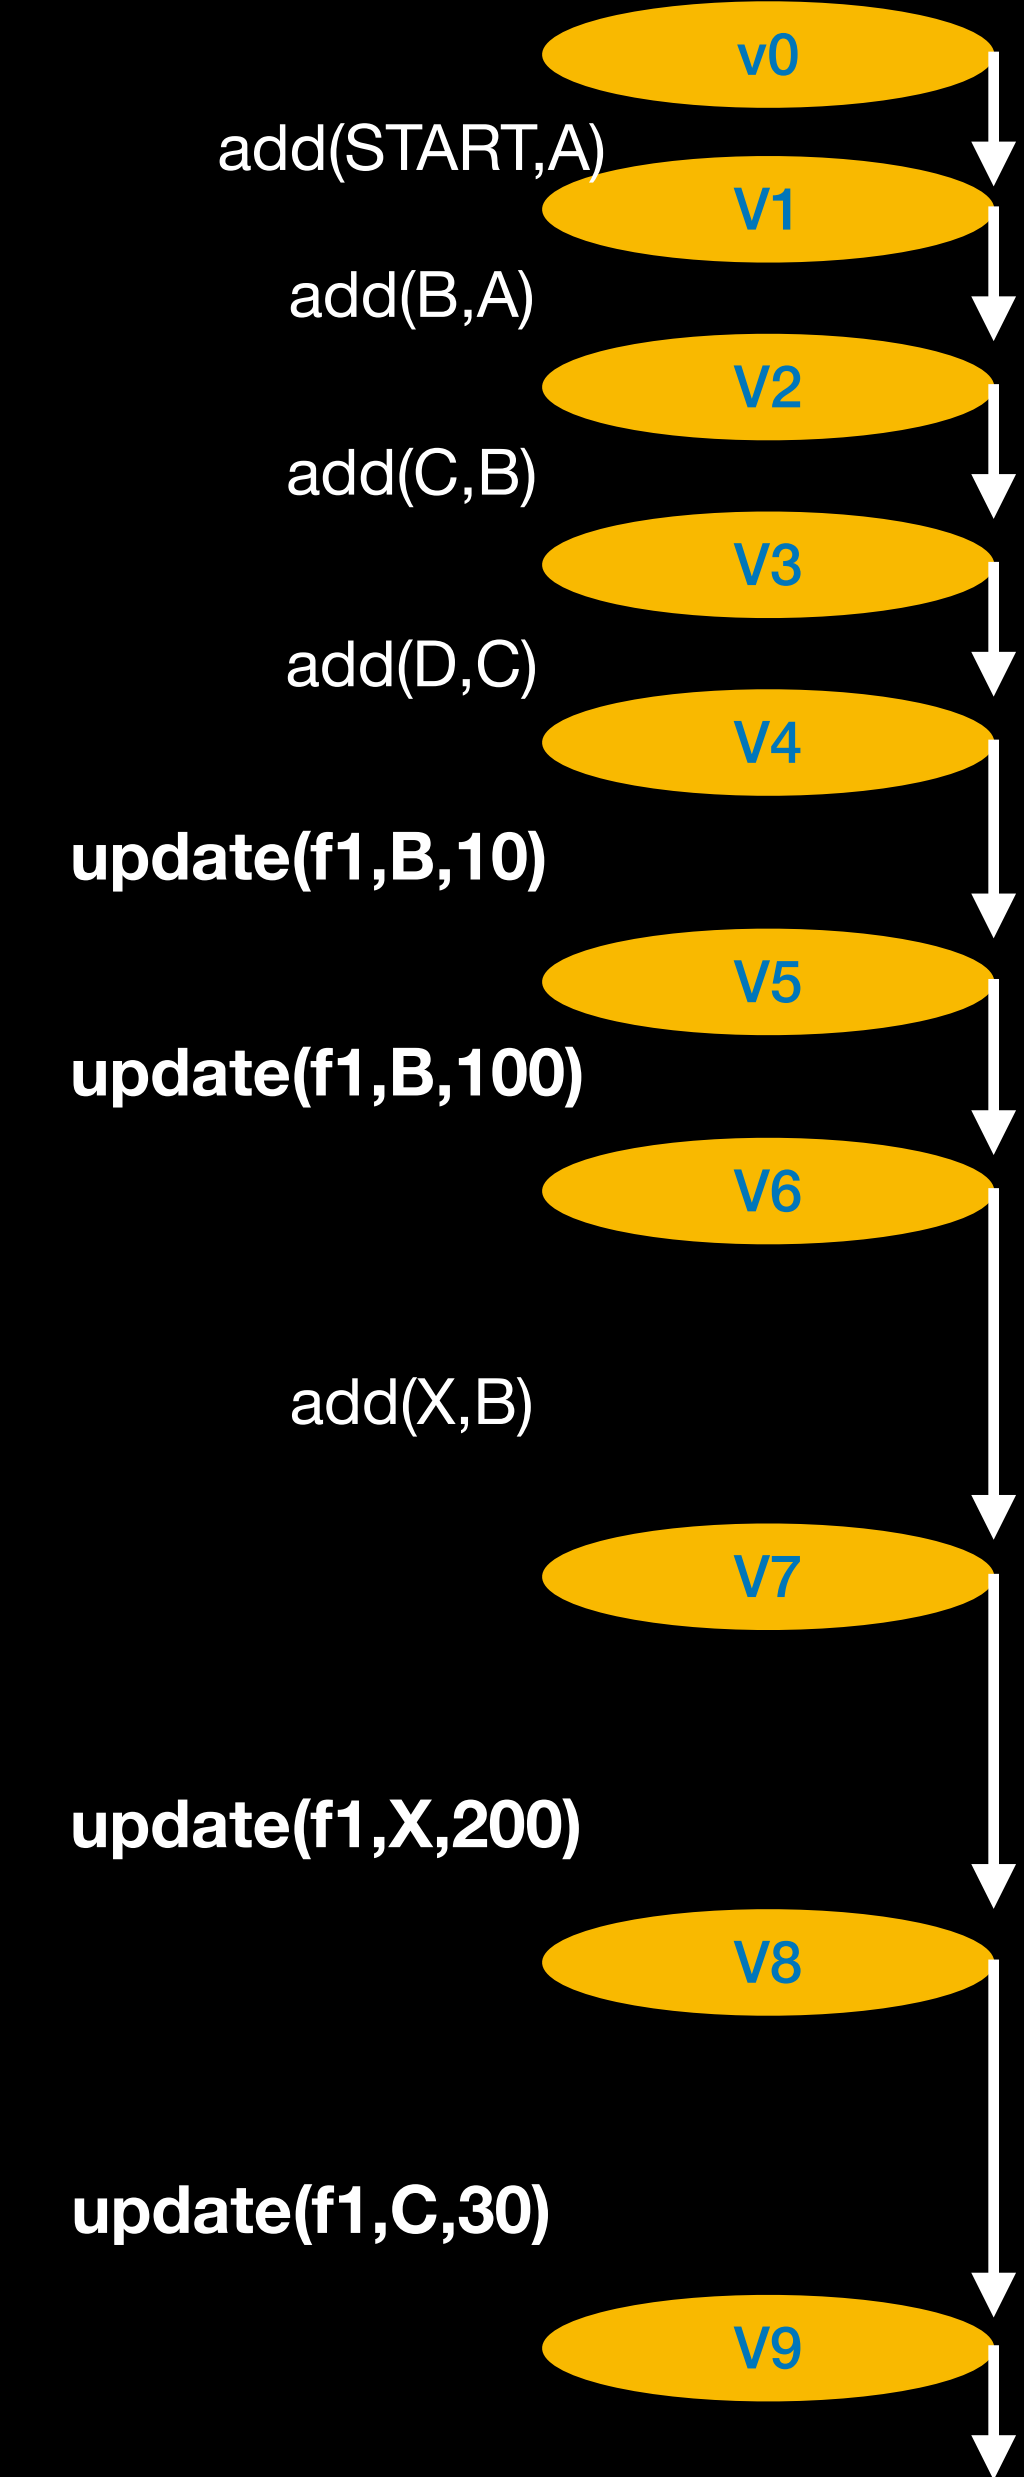 v0
add(START,A)
V1
add(B,A)
V2
add(C,B)
V3
add(D,C)
V4
update(f1,B,10)
V5
update(f1,B,100)
V6
add(X,B)
V7
update(f1,X,200)
V8
update(f1,C,30)
V9